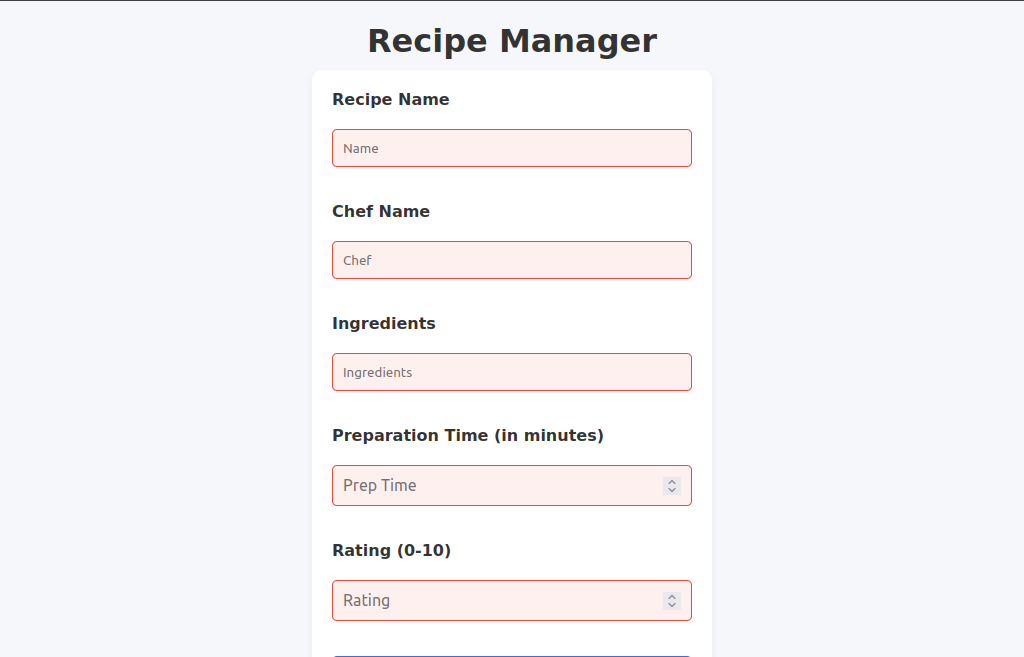 Recipe Manager
Recipe Name
Name
Chef Name
Chef
Ingredients
Ingredients
Preparation Time (in minutes)
Prep Time
Rating (0-10)
Rating